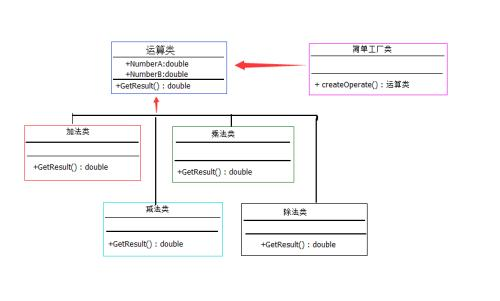 运算类
+NumberA:double
+NumberB:double
+GetResult()：double
简单工厂类
+ createOperate()：运算类
加法类
+GetResult()：double
乘法类
+GetResult()：double
减法类
+GetResult()：double
除法类
+GetResult()：double